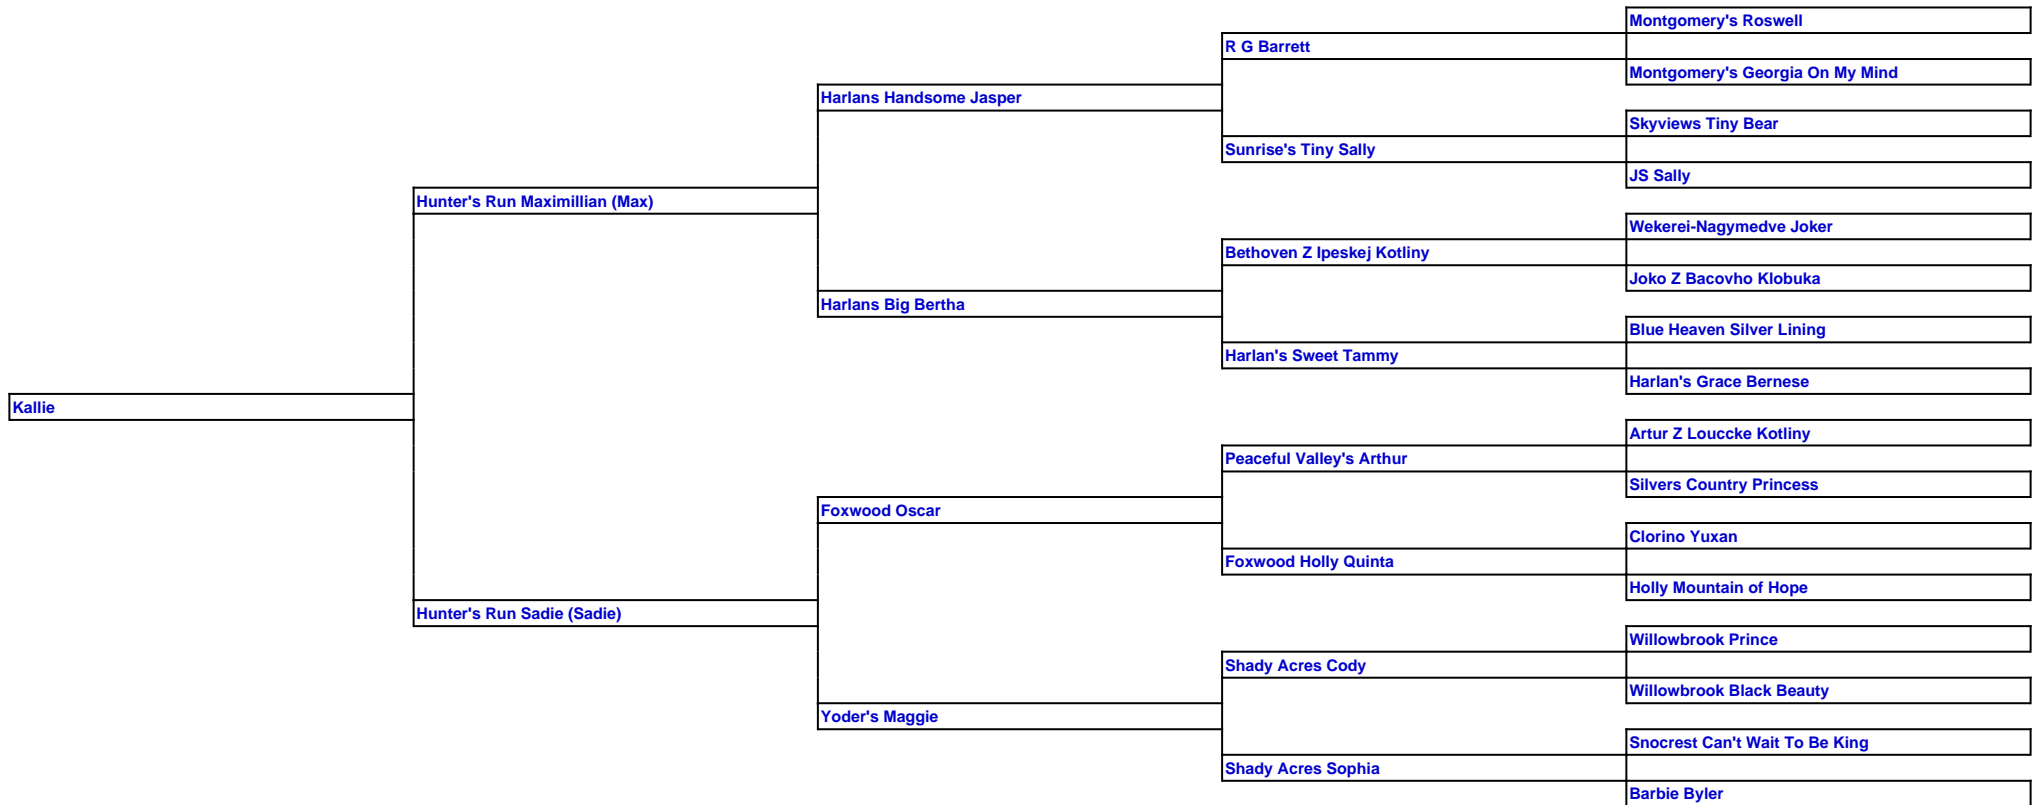 Montgomery's Roswell
R G Barrett
Montgomery's Georgia On My Mind
Harlans Handsome Jasper
Skyviews Tiny Bear
Sunrise's Tiny Sally
JS Sally
Hunter's Run Maximillian (Max)
Wekerei-Nagymedve Joker
Bethoven Z Ipeskej Kotliny
Joko Z Bacovho Klobuka
Harlans Big Bertha
Blue Heaven Silver Lining
Harlan's Sweet Tammy
Harlan's Grace Bernese
Kallie
Artur Z Louccke Kotliny
Peaceful Valley's Arthur
Silvers Country Princess
Foxwood Oscar
Clorino Yuxan
Foxwood Holly Quinta
Holly Mountain of Hope
Hunter's Run Sadie (Sadie)
Willowbrook Prince
Shady Acres Cody
Willowbrook Black Beauty
Yoder's Maggie
Snocrest Can't Wait To Be King
Shady Acres Sophia
Barbie Byler